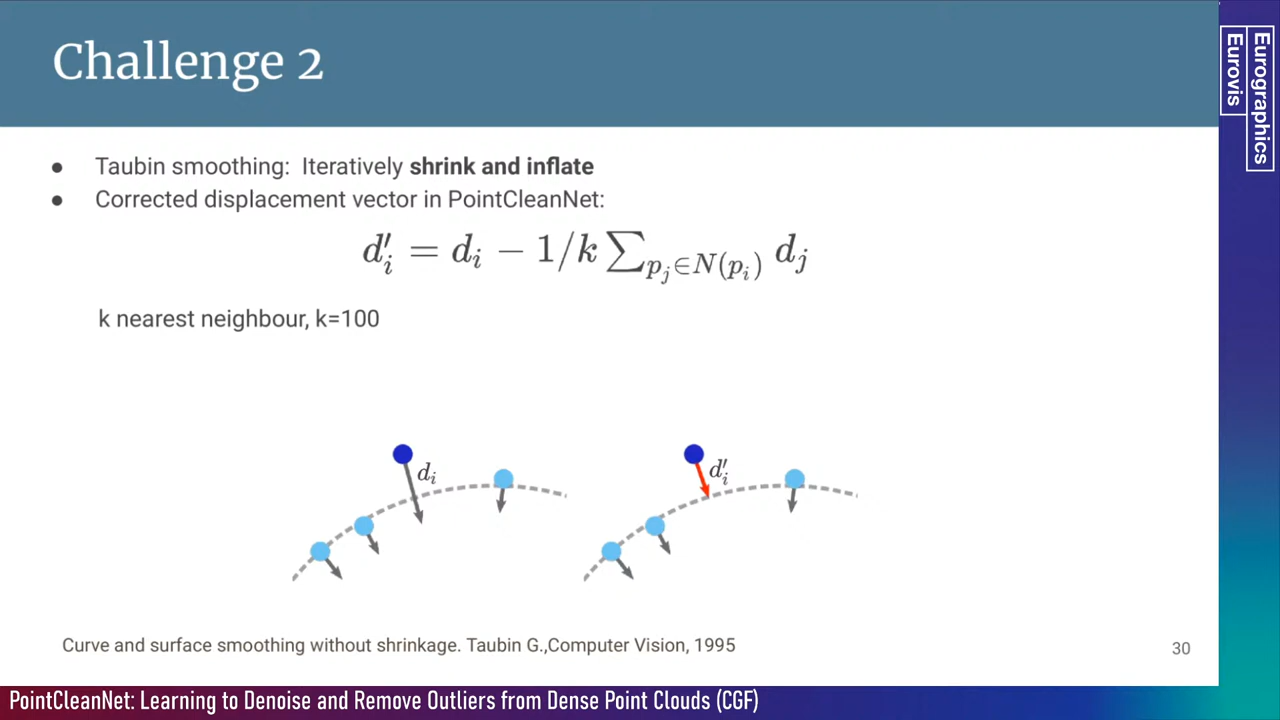 Challenge 2
● Taubin smoothing: Iteratively shrink and inflate
● Corrected displacement vector in PointCleanNet:
d′ᵢ = dᵢ − 1/k ∑_{pⱼ∈N(pᵢ)} dⱼ
k nearest neighbour, k=100
dᵢ
d′ᵢ
Curve and surface smoothing without shrinkage. Taubin G.,Computer Vision, 1995
30
PointCleanNet: Learning to Denoise and Remove Outliers from Dense Point Clouds (CGF)
Eurographics
Eurovis